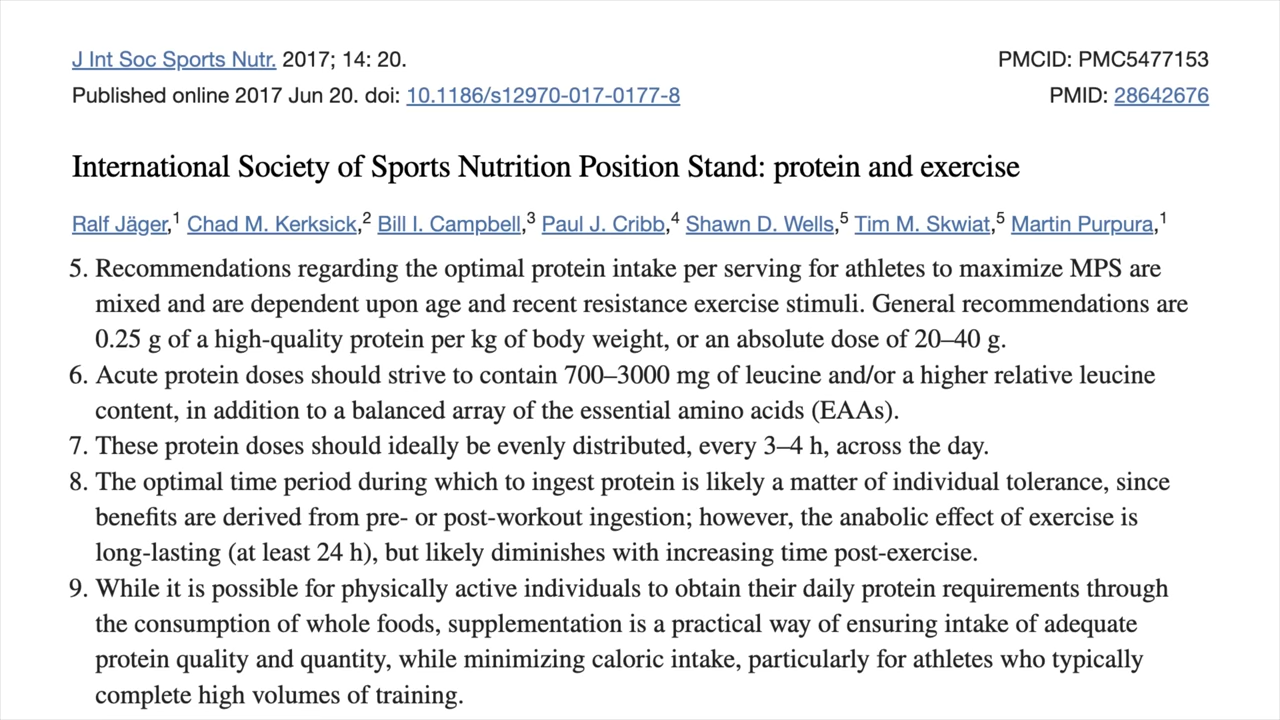 J Int Soc Sports Nutr. 2017; 14: 20. PMCID: PMC5477153
Published online 2017 Jun 20. doi: 10.1186/s12970-017-0177-8 PMID: 28642676
International Society of Sports Nutrition Position Stand: protein and exercise
Ralf Jäger,1 Chad M. Kerksick,2 Bill I. Campbell,3 Paul J. Cribb,4 Shawn D. Wells,5 Tim M. Skwiat,5 Martin Purpura,1
5. Recommendations regarding the optimal protein intake per serving for athletes to maximize MPS are
mixed and are dependent upon age and recent resistance exercise stimuli. General recommendations are
0.25 g of a high-quality protein per kg of body weight, or an absolute dose of 20–40 g.
6. Acute protein doses should strive to contain 700–3000 mg of leucine and/or a higher relative leucine
content, in addition to a balanced array of the essential amino acids (EAAs).
7. These protein doses should ideally be evenly distributed, every 3–4 h, across the day.
8. The optimal time period during which to ingest protein is likely a matter of individual tolerance, since
benefits are derived from pre- or post-workout ingestion; however, the anabolic effect of exercise is
long-lasting (at least 24 h), but likely diminishes with increasing time post-exercise.
9. While it is possible for physically active individuals to obtain their daily protein requirements through
the consumption of whole foods, supplementation is a practical way of ensuring intake of adequate
protein quality and quantity, while minimizing caloric intake, particularly for athletes who typically
complete high volumes of training.